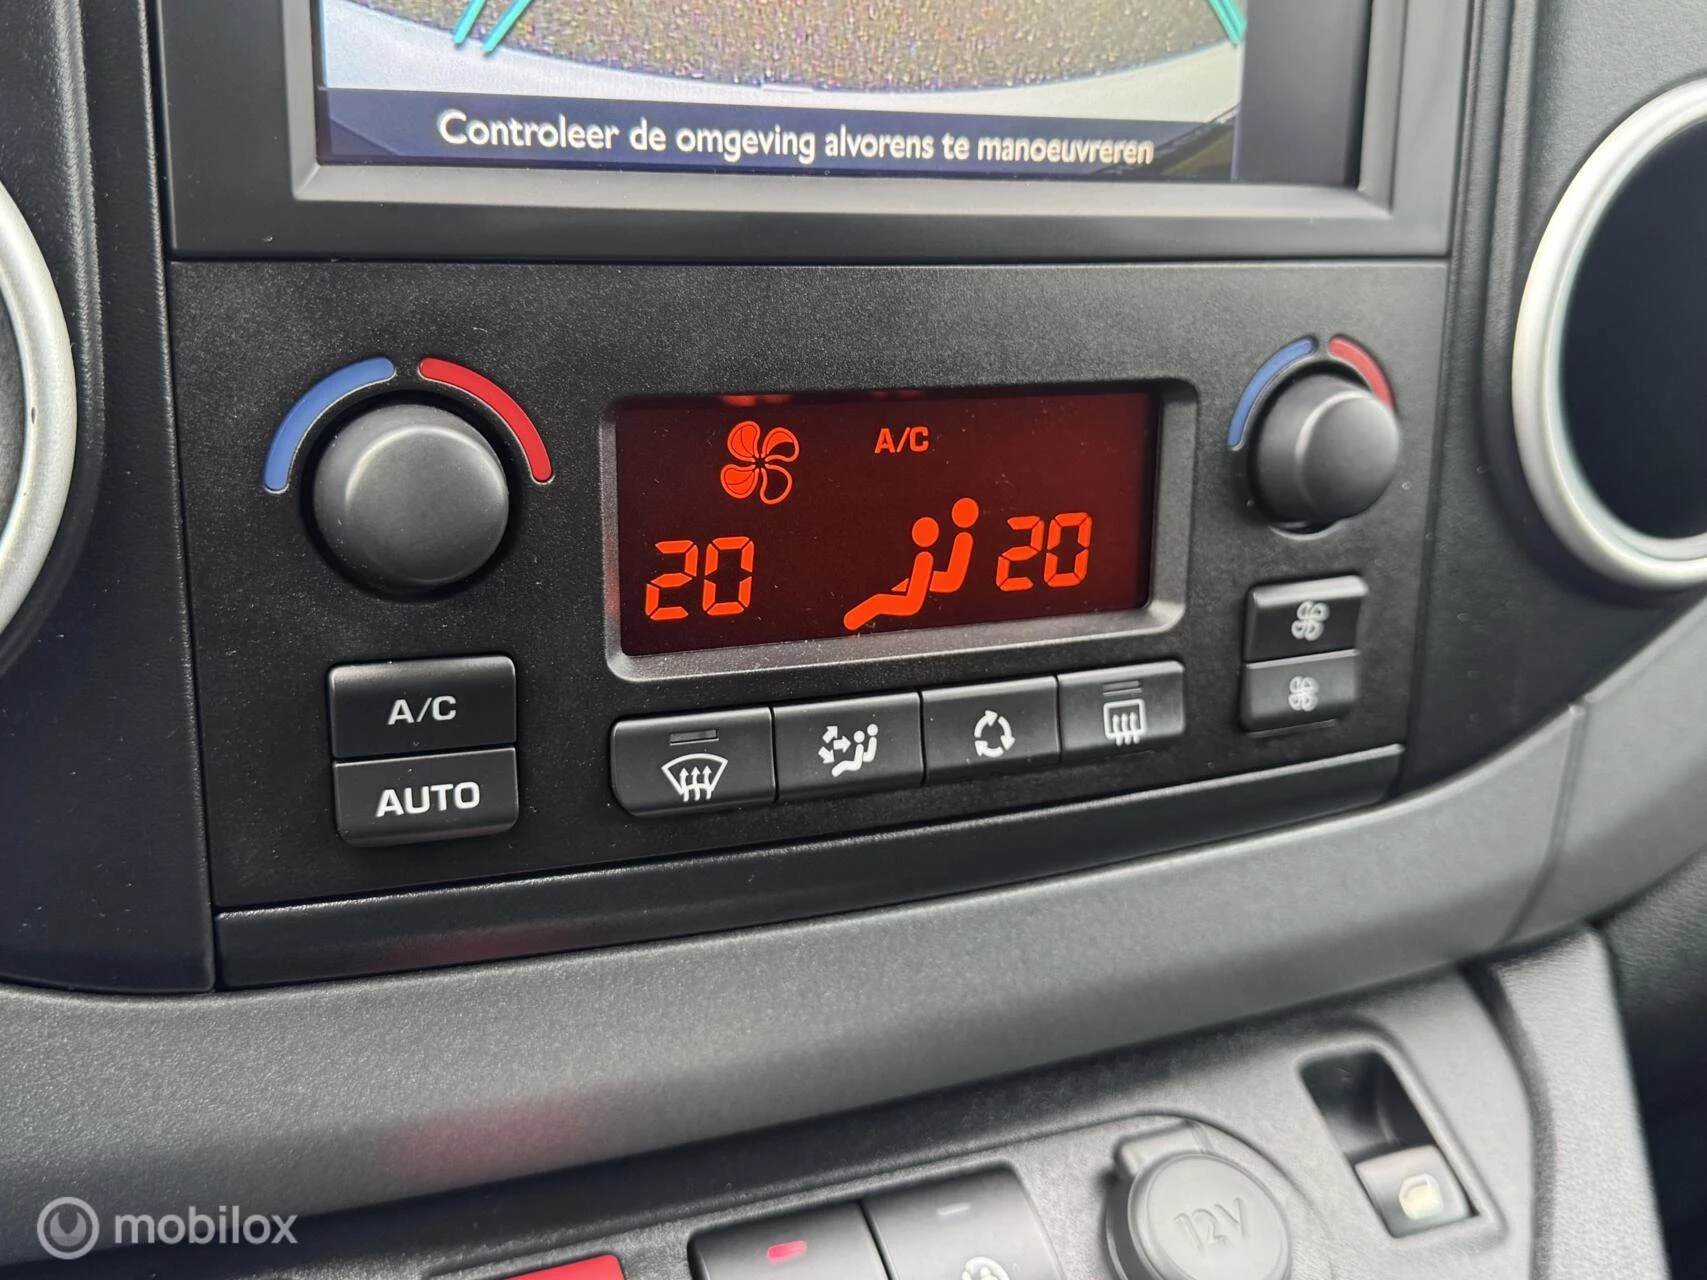 Controleer de omgeving alvorens te manoeuvreren
A/C
20 20
A/C
AUTO
12V
mobilox